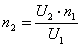 n₂ = U₂ · n₁ / U₁